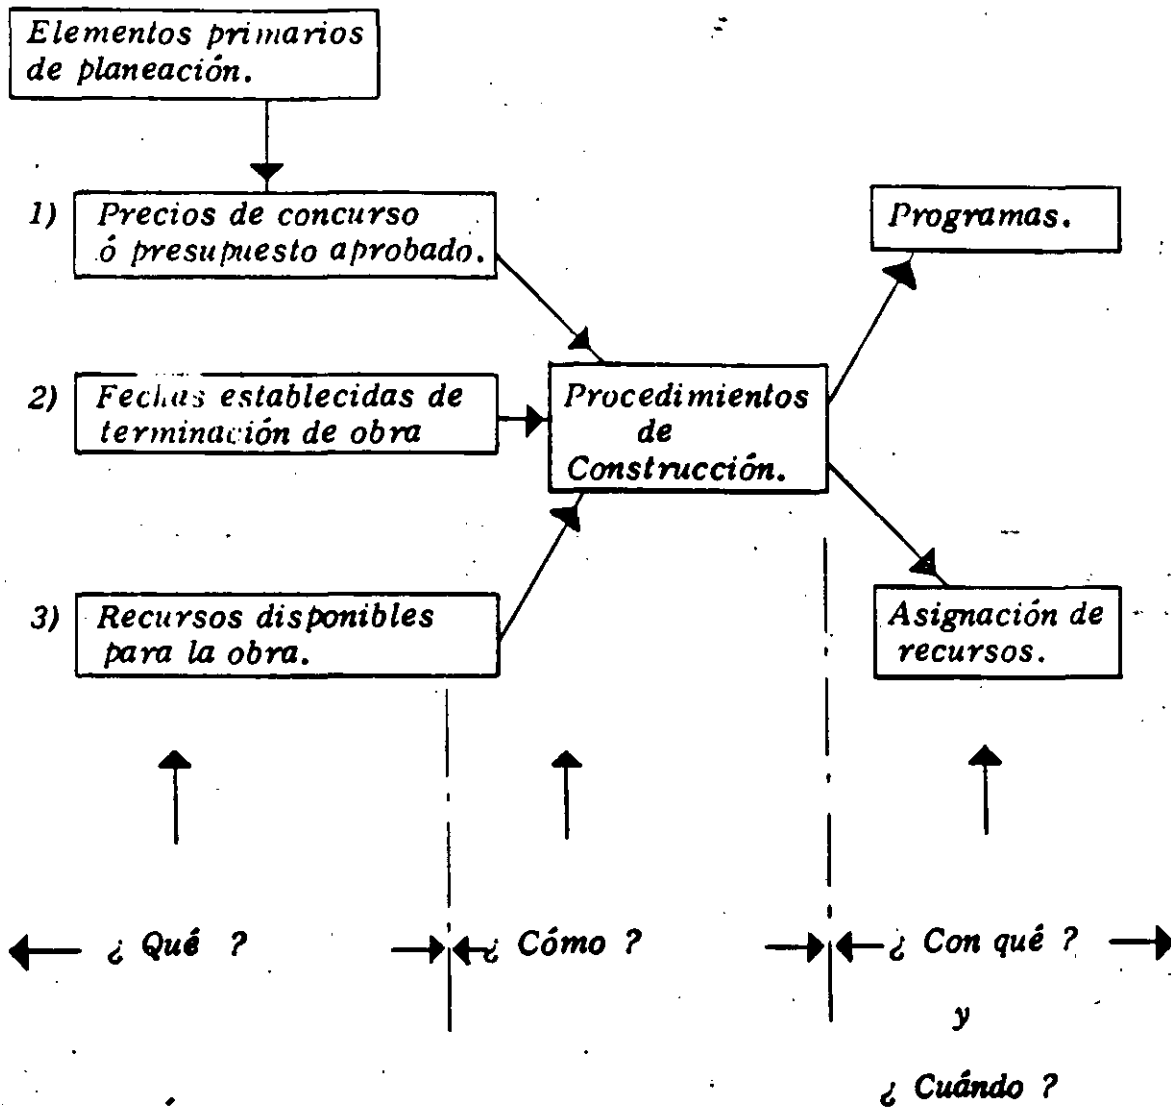 Elementos primarios
de planeación.
1) Precios de concurso
ó presupuesto aprobado.
Programas.
2) Fechas establecidas de
terminación de obra
Procedimientos
de
Construcción.
3) Recursos disponibles
para la obra.
Asignación de
recursos.
¿ Qué ?
¿ Cómo ?
¿ Con qué ?
y
¿ Cuándo ?